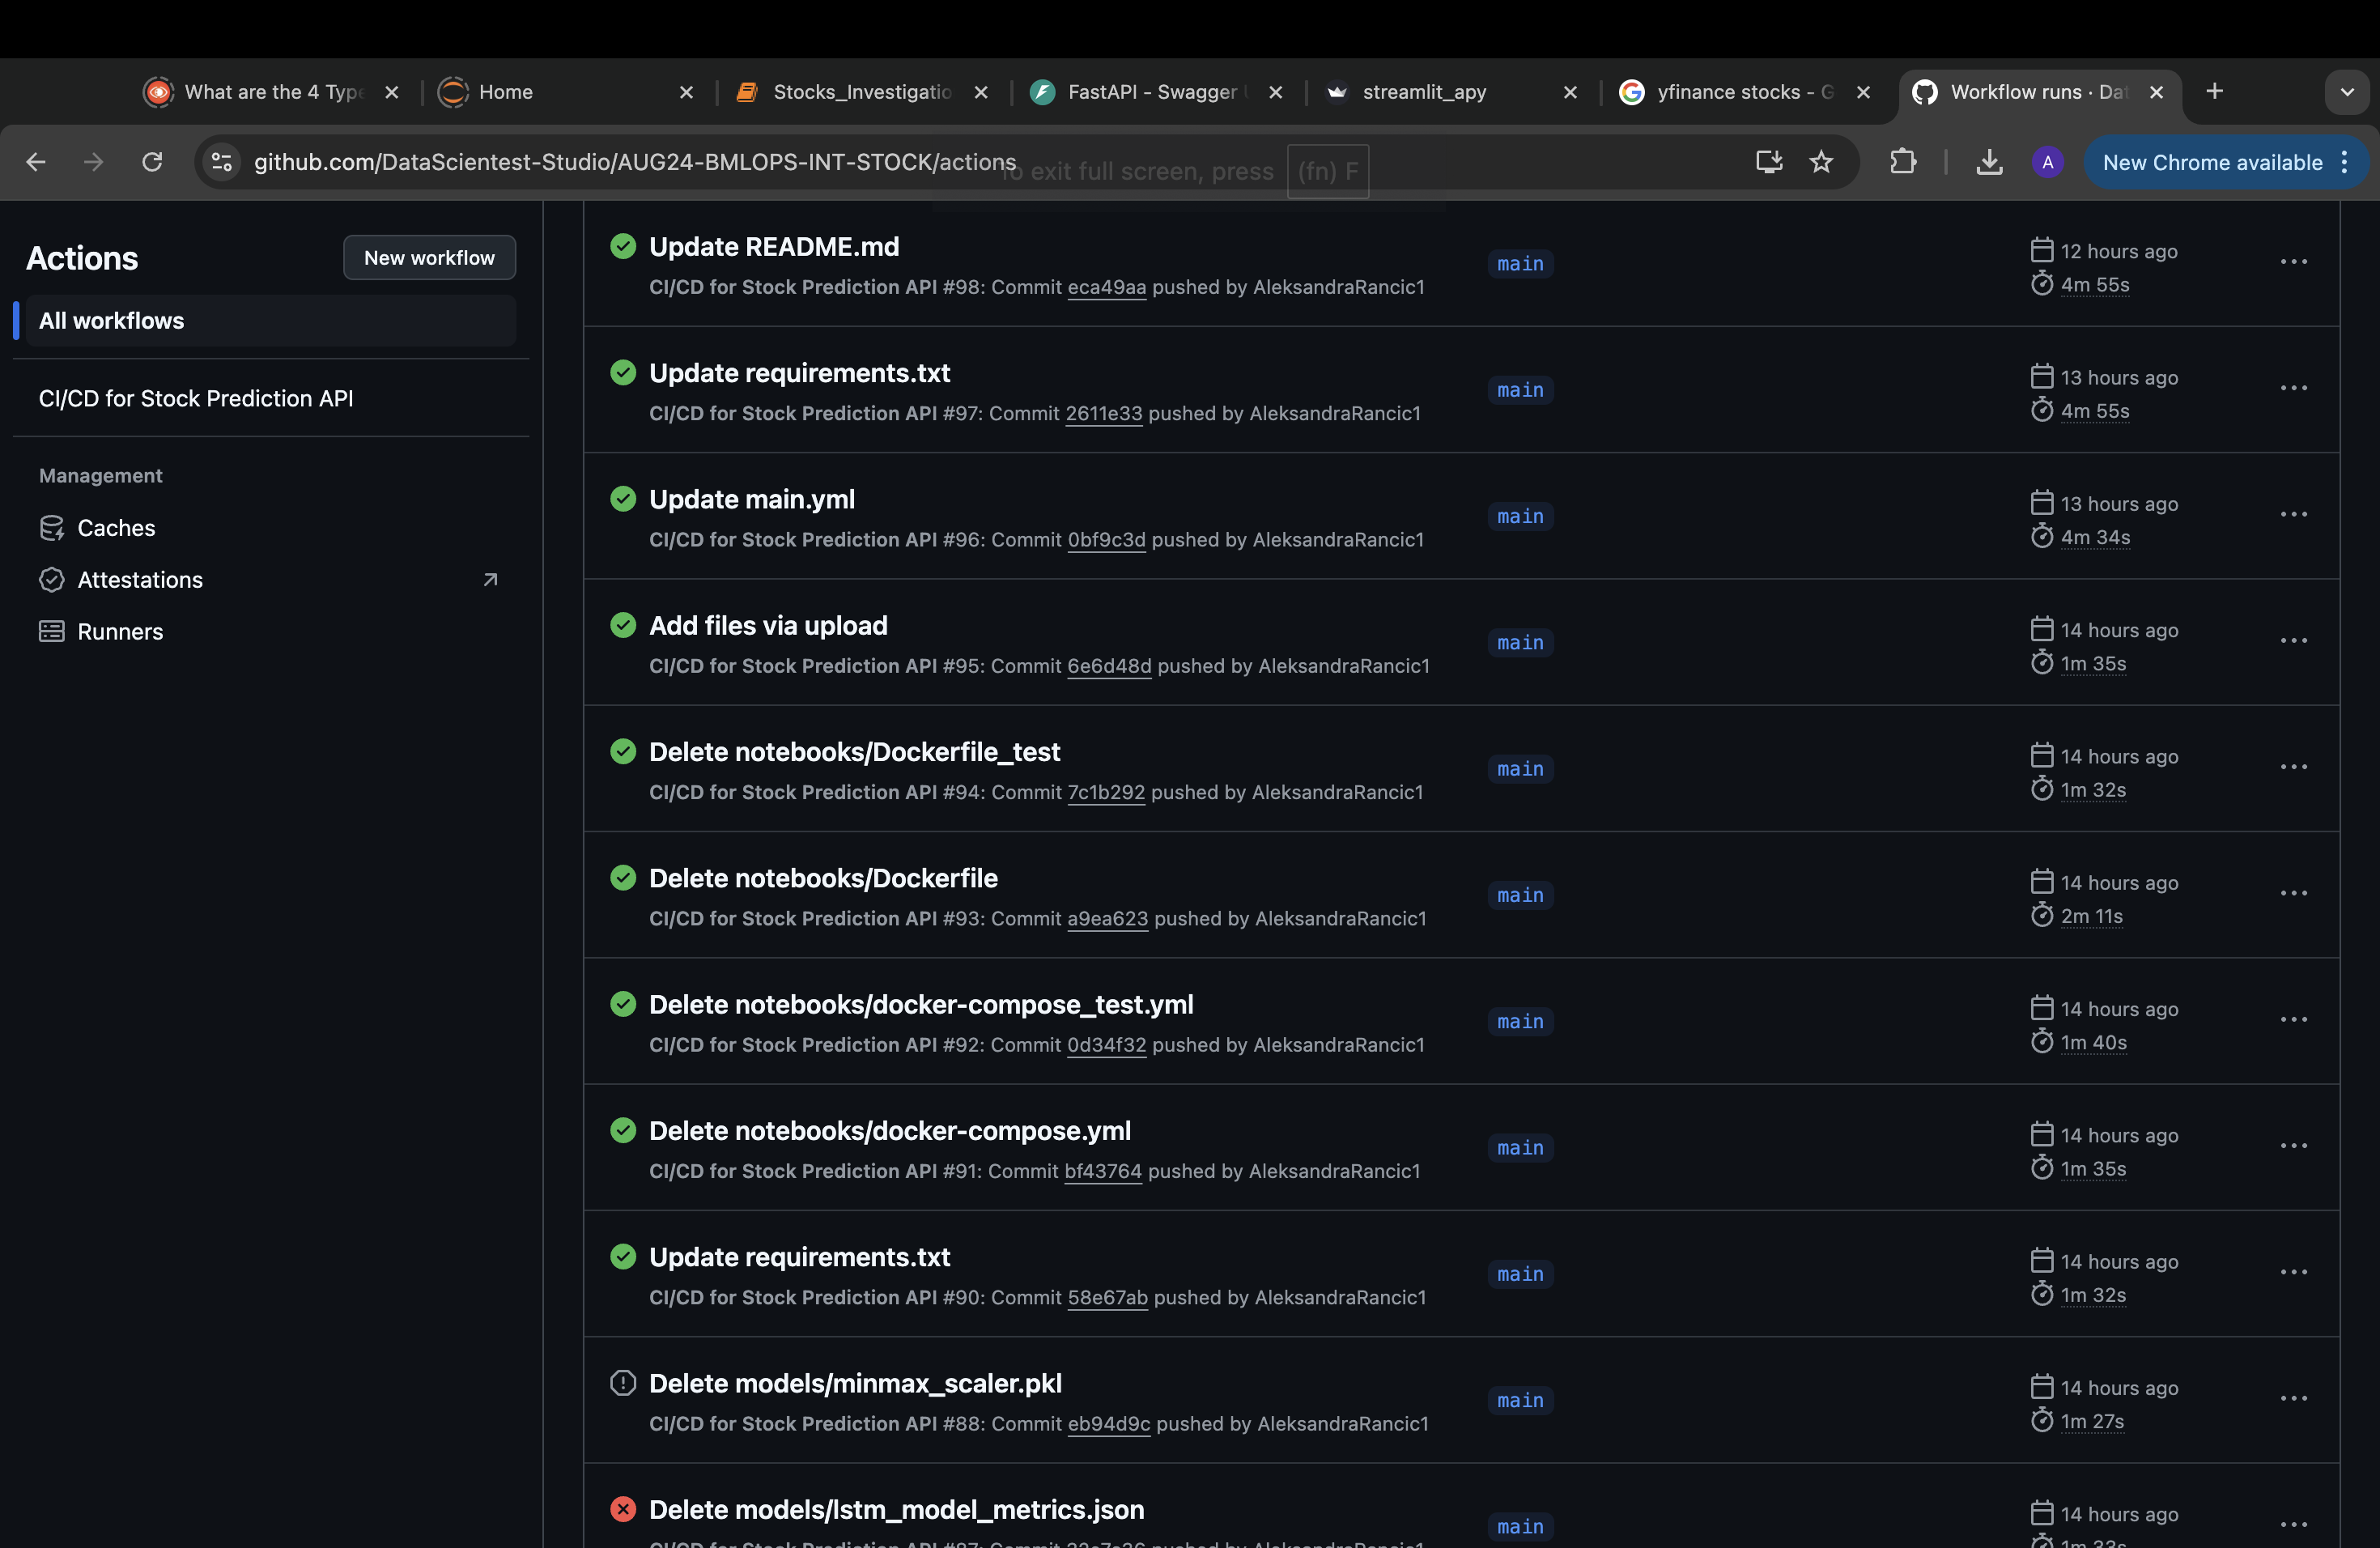 What are the 4 Type
Home
Stocks_Investigatio
FastAPI - Swagger U
streamlit_apy
yfinance stocks - G
Workflow runs · Dat
github.com/DataScientest-Studio/AUG24-BMLOPS-INT-STOCK/actions
To exit full screen, press (fn) F
A
New Chrome available
Actions
New workflow
All workflows
CI/CD for Stock Prediction API
Management
Caches
Attestations
Runners
Update README.md
CI/CD for Stock Prediction API #98: Commit eca49aa pushed by AleksandraRancic1
main
12 hours ago
4m 55s
Update requirements.txt
CI/CD for Stock Prediction API #97: Commit 2611e33 pushed by AleksandraRancic1
main
13 hours ago
4m 55s
Update main.yml
CI/CD for Stock Prediction API #96: Commit 0bf9c3d pushed by AleksandraRancic1
main
13 hours ago
4m 34s
Add files via upload
CI/CD for Stock Prediction API #95: Commit 6e6d48d pushed by AleksandraRancic1
main
14 hours ago
1m 35s
Delete notebooks/Dockerfile_test
CI/CD for Stock Prediction API #94: Commit 7c1b292 pushed by AleksandraRancic1
main
14 hours ago
1m 32s
Delete notebooks/Dockerfile
CI/CD for Stock Prediction API #93: Commit a9ea623 pushed by AleksandraRancic1
main
14 hours ago
2m 11s
Delete notebooks/docker-compose_test.yml
CI/CD for Stock Prediction API #92: Commit 0d34f32 pushed by AleksandraRancic1
main
14 hours ago
1m 40s
Delete notebooks/docker-compose.yml
CI/CD for Stock Prediction API #91: Commit bf43764 pushed by AleksandraRancic1
main
14 hours ago
1m 35s
Update requirements.txt
CI/CD for Stock Prediction API #90: Commit 58e67ab pushed by AleksandraRancic1
main
14 hours ago
1m 32s
Delete models/minmax_scaler.pkl
CI/CD for Stock Prediction API #88: Commit eb94d9c pushed by AleksandraRancic1
main
14 hours ago
1m 27s
Delete models/lstm_model_metrics.json
CI/CD for Stock Prediction API #87: Commit pushed by AleksandraRancic1
main
14 hours ago